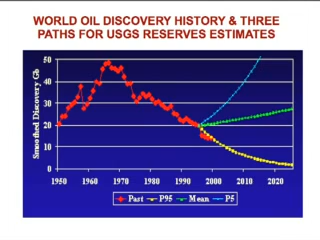 WORLD OIL DISCOVERY HISTORY & THREE
PATHS FOR USGS RESERVES ESTIMATES
Smoothed Discovery Gb
50
40
30
20
10
0
1950 1960 1970 1980 1990 2000 2010 2020
Past P95 Mean P5